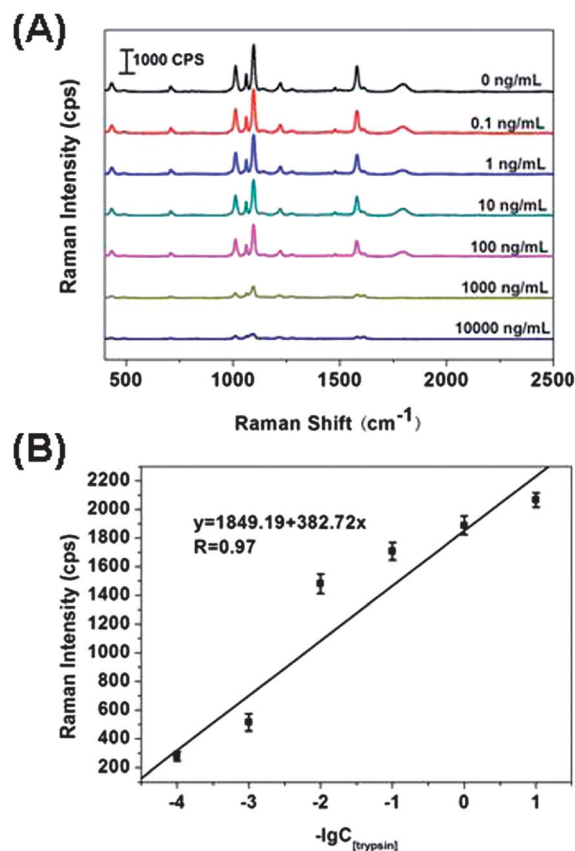 (A)
1000 CPS
0 ng/mL
0.1 ng/mL
1 ng/mL
10 ng/mL
100 ng/mL
1000 ng/mL
10000 ng/mL
Raman Intensity (cps)
500 1000 1500 2000 2500
Raman Shift (cm-1)
(B)
2200
2000
1800
1600
1400
1200
1000
800
600
400
200
y=1849.19+382.72x
R=0.97
Raman Intensity (cps)
-4 -3 -2 -1 0 1
-lgC[trypsin]